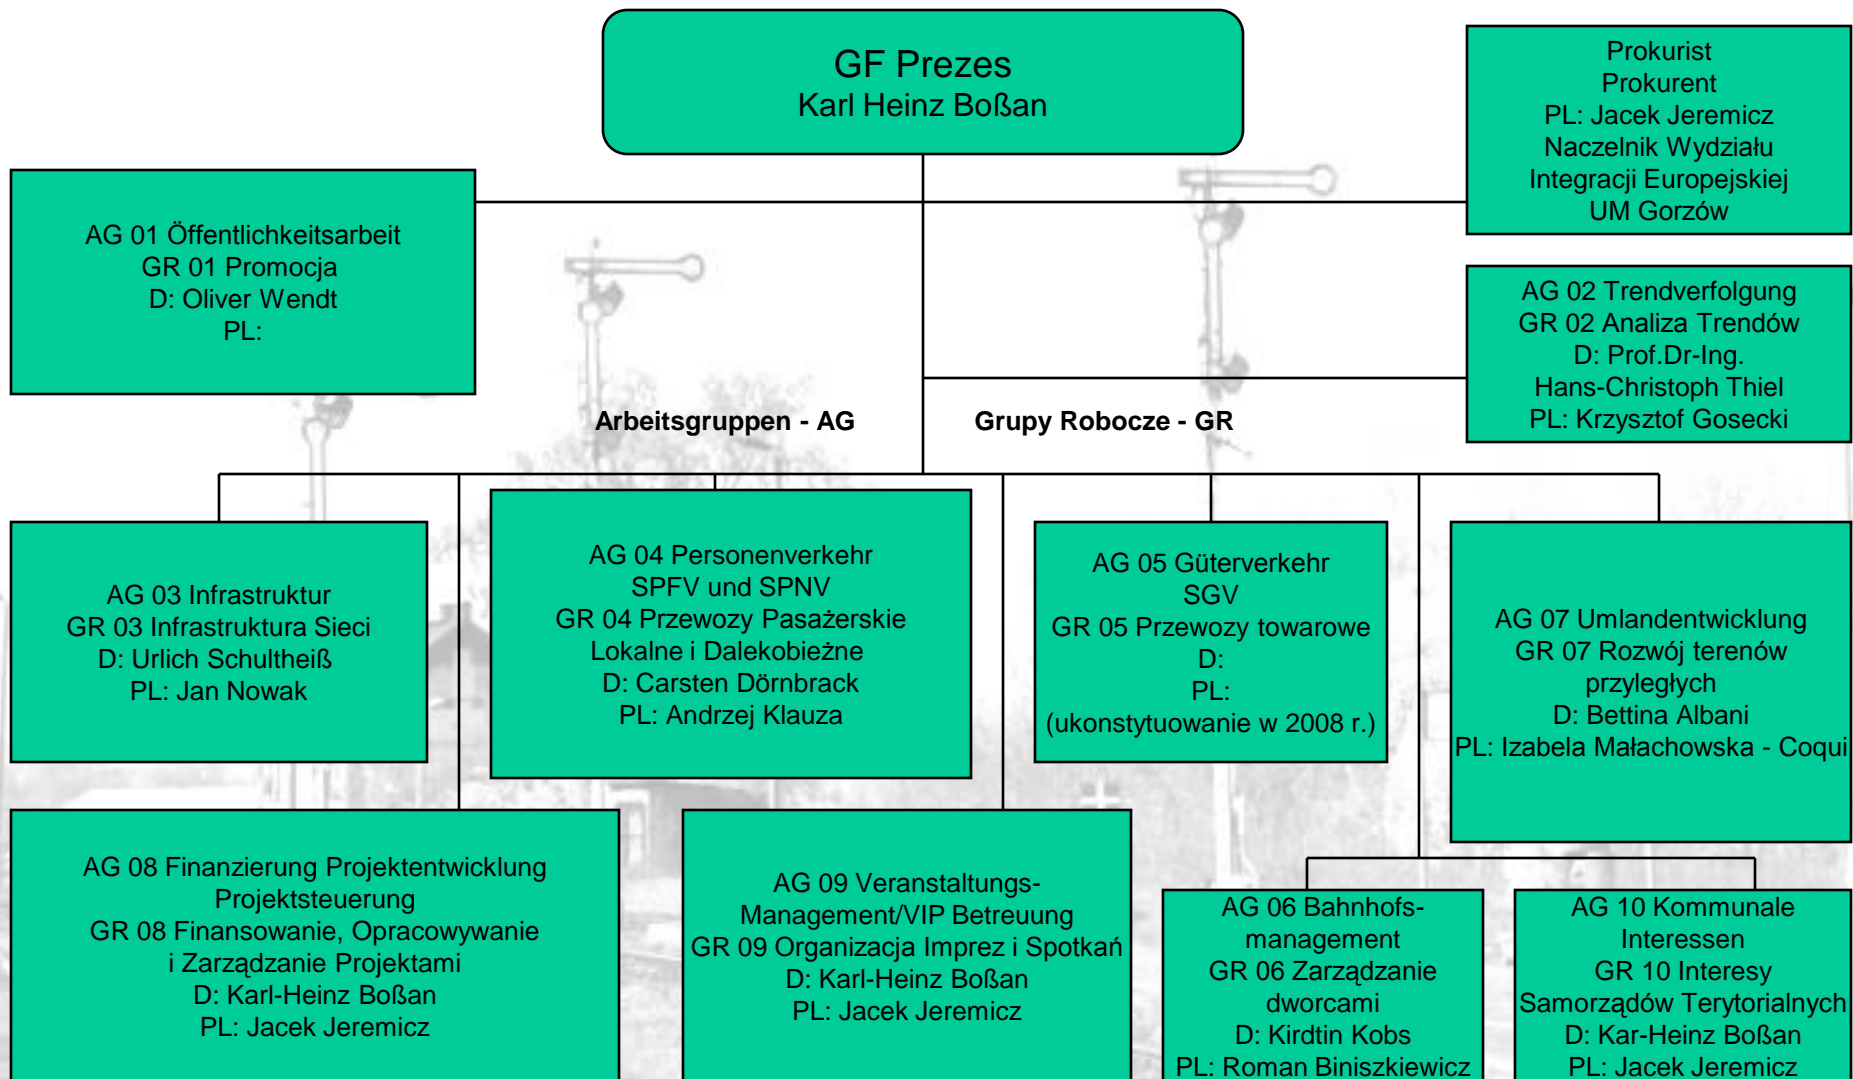 GF Prezes
Karl Heinz Boßan
Prokurist
Prokurent
PL: Jacek Jeremicz
Naczelnik Wydziału
Integracji Europejskiej
UM Gorzów
AG 01 Öffentlichkeitsarbeit
GR 01 Promocja
D: Oliver Wendt
PL:
AG 02 Trendverfolgung
GR 02 Analiza Trendów
D: Prof.Dr-Ing.
Hans-Christoph Thiel
PL: Krzysztof Gosecki
Arbeitsgruppen - AG
Grupy Robocze - GR
AG 03 Infrastruktur
GR 03 Infrastruktura Sieci
D: Urlich Schultheiß
PL: Jan Nowak
AG 04 Personenverkehr
SPFV und SPNV
GR 04 Przewozy Pasażerskie
Lokalne i Dalekobieżne
D: Carsten Dörnbrack
PL: Andrzej Klauza
AG 05 Güterverkehr
SGV
GR 05 Przewozy towarowe
D:
PL:
(ukonstytuowanie w 2008 r.)
AG 07 Umlandentwicklung
GR 07 Rozwój terenów
przyległych
D: Bettina Albani
PL: Izabela Małachowska - Coqui
AG 08 Finanzierung Projektentwicklung
Projektsteuerung
GR 08 Finansowanie, Opracowywanie
i Zarządzanie Projektami
D: Karl-Heinz Boßan
PL: Jacek Jeremicz
AG 09 Veranstaltungs-
Management/VIP Betreuung
GR 09 Organizacja Imprez i Spotkań
D: Karl-Heinz Boßan
PL: Jacek Jeremicz
AG 06 Bahnhofs-
management
GR 06 Zarządzanie
dworcami
D: Kirdtin Kobs
PL: Roman Biniszkiewicz
AG 10 Kommunale
Interessen
GR 10 Interesy
Samorządów Terytorialnych
D: Kar-Heinz Boßan
PL: Jacek Jeremicz